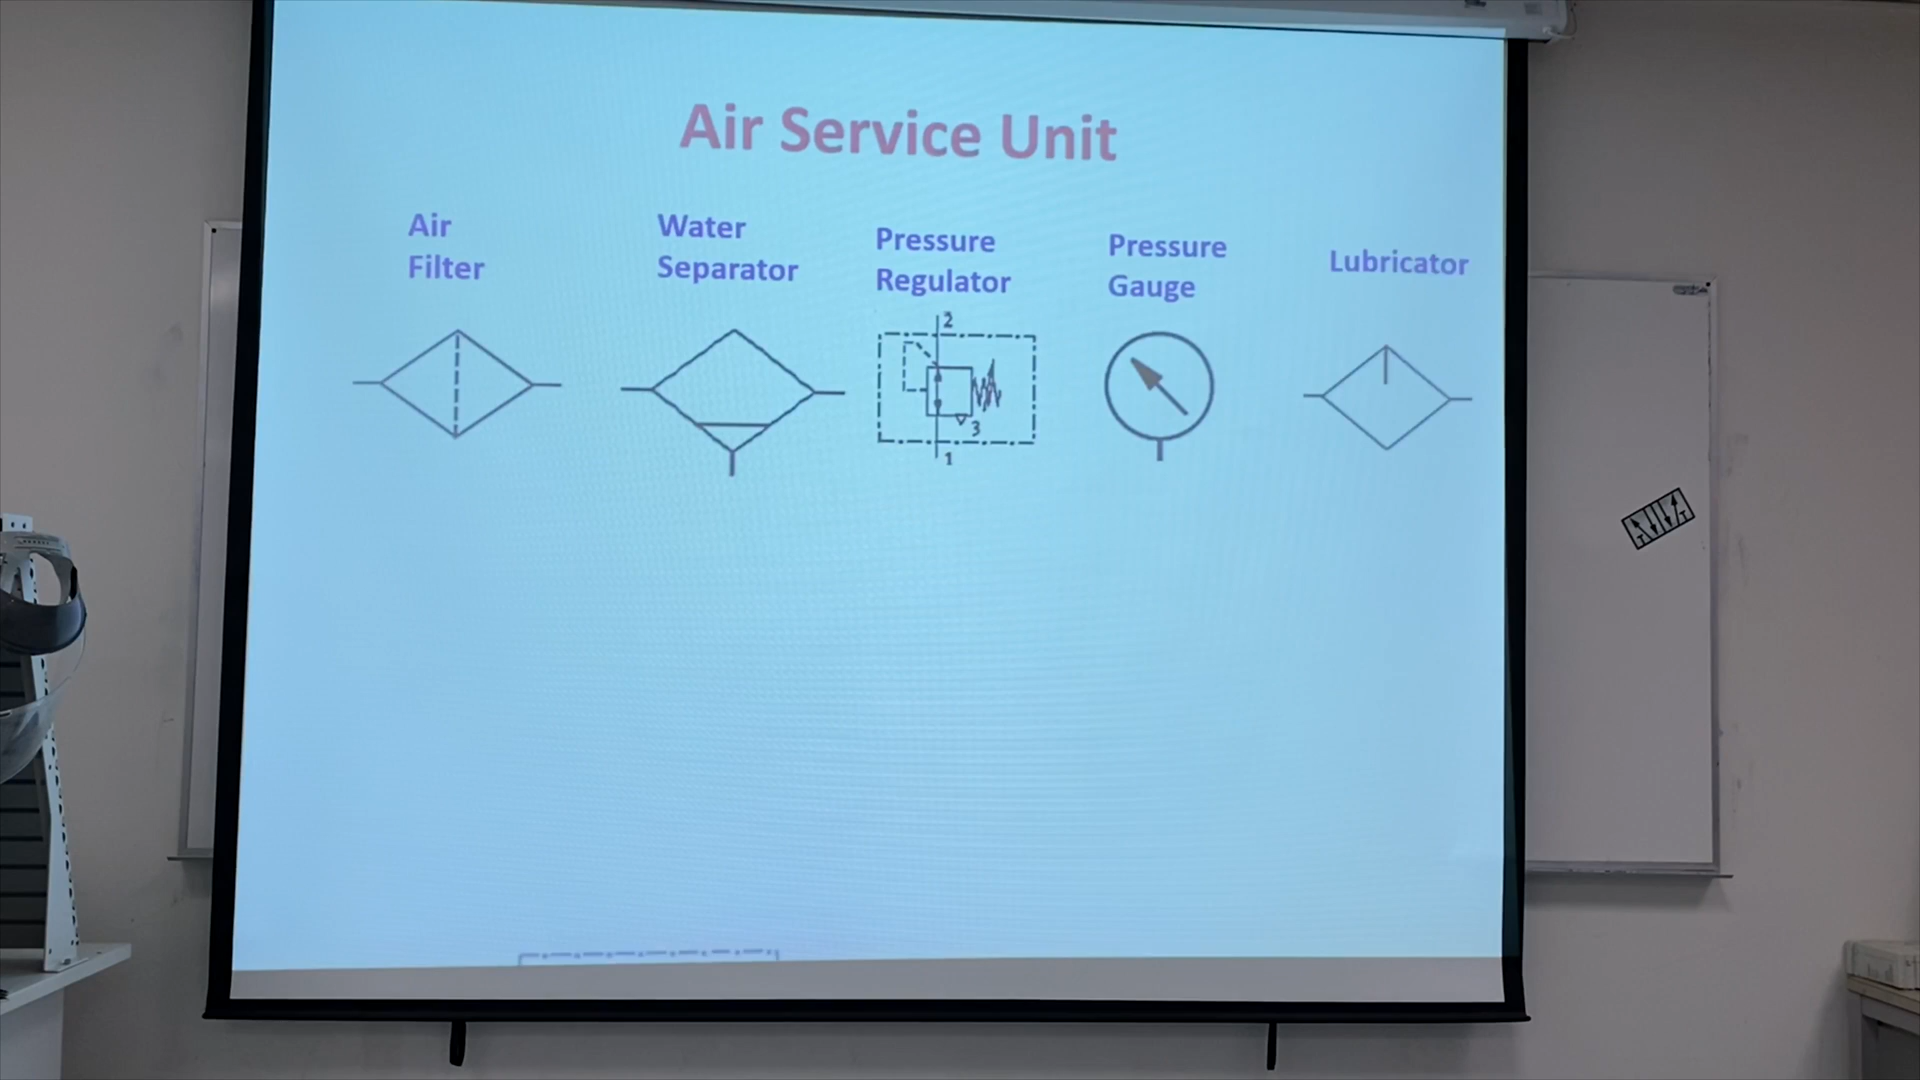 Air Service Unit
Air
Filter
Water
Separator
Pressure
Regulator
Pressure
Gauge
Lubricator
2
3
1